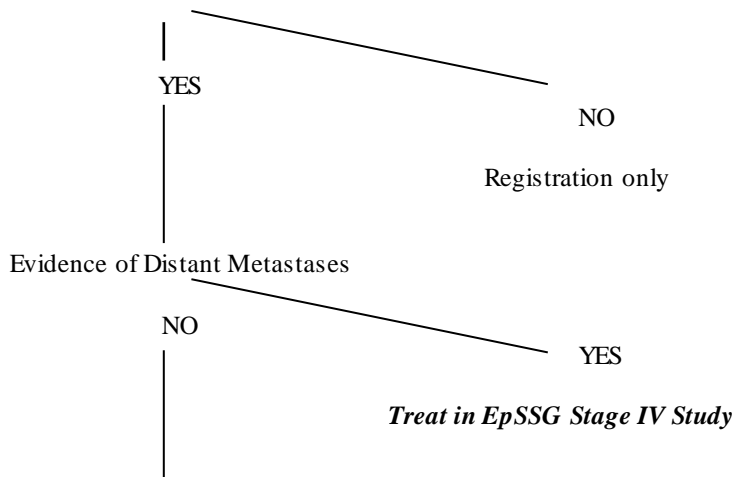 YES
NO
Registration only
Evidence of Distant Metastases
NO
YES
Treat in EpSSG Stage IV Study